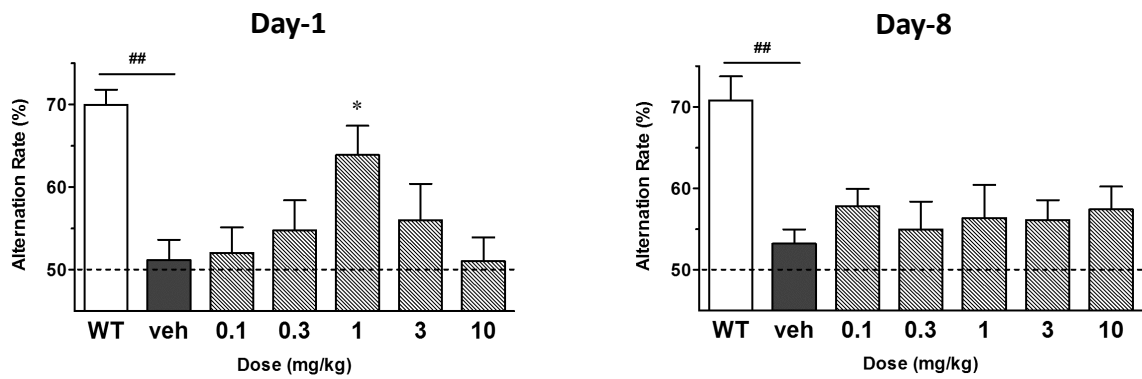 Day-1
##
*
Alternation Rate (%)
70
60
50
WT veh 0.1 0.3 1 3 10
Dose (mg/kg)
Day-8
##
Alternation Rate (%)
70
60
50
WT veh 0.1 0.3 1 3 10
Dose (mg/kg)